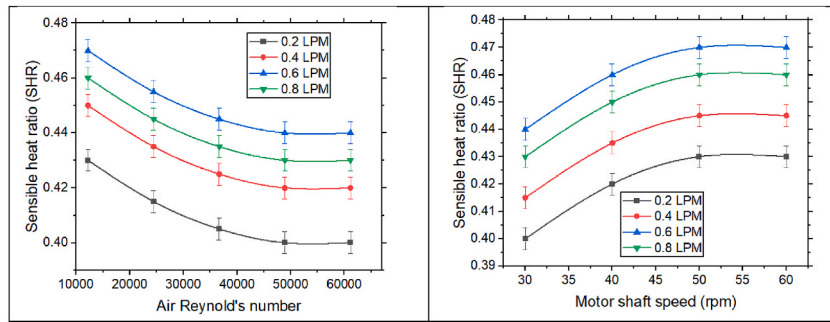 0.48
0.46
0.44
0.42
0.40
Sensible heat ratio (SHR)
0.2 LPM
0.4 LPM
0.6 LPM
0.8 LPM
10000 20000 30000 40000 50000 60000
Air Reynold's number
0.48
0.47
0.46
0.45
0.44
0.43
0.42
0.41
0.40
0.39
Sensible heat ratio (SHR)
0.2 LPM
0.4 LPM
0.6 LPM
0.8 LPM
30 35 40 45 50 55 60
Motor shaft speed (rpm)